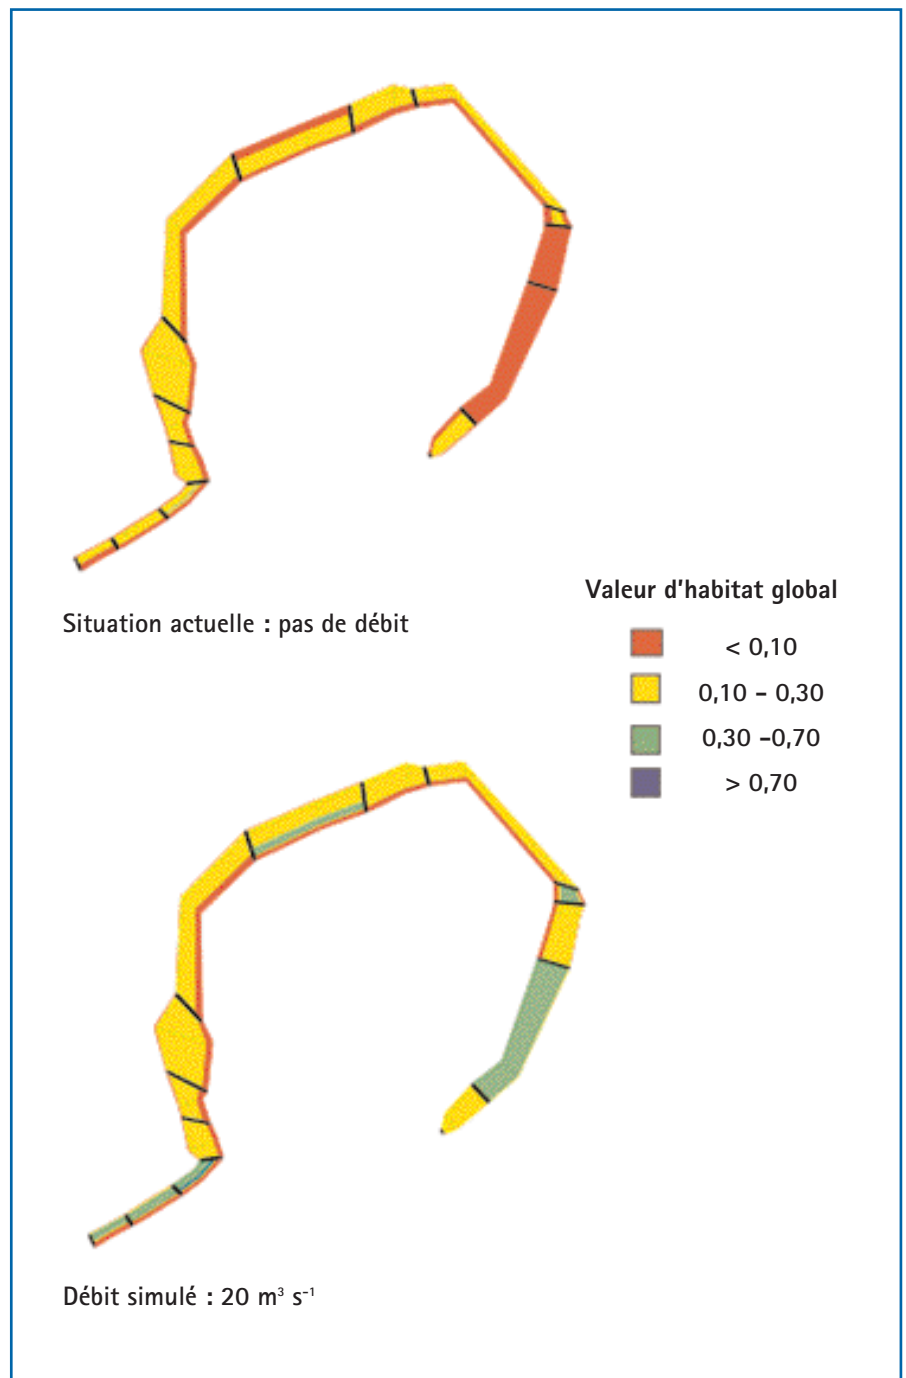 Situation actuelle : pas de débit
Valeur d'habitat global
< 0,10
0,10 - 0,30
0,30 -0,70
> 0,70
Débit simulé : 20 m³ s⁻¹